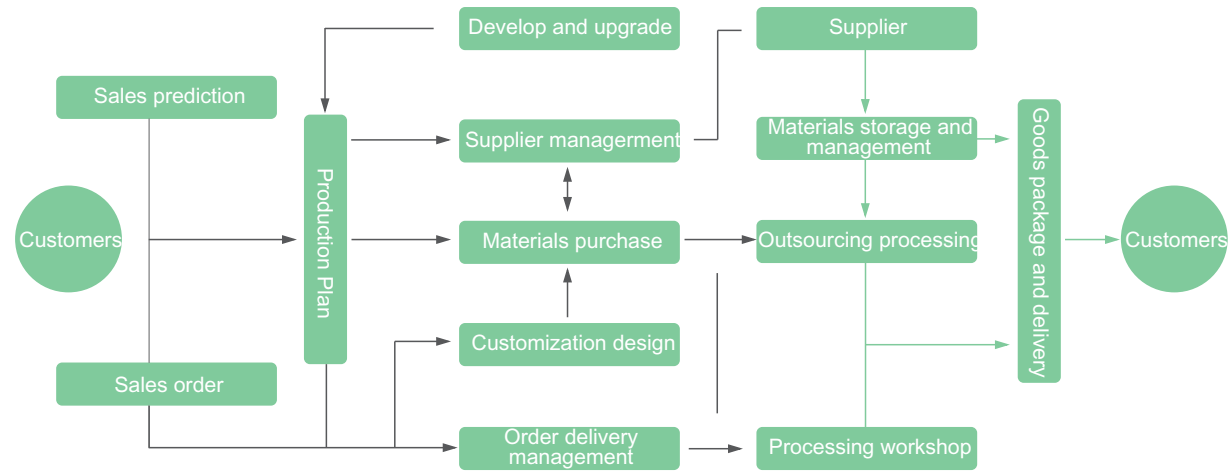 Customers
Sales prediction
Sales order
Production Plan
Develop and upgrade
Supplier managerment
Materials purchase
Customization design
Order delivery
management
Supplier
Materials storage and
management
Outsourcing processing
Processing workshop
Goods package and delivery
Customers